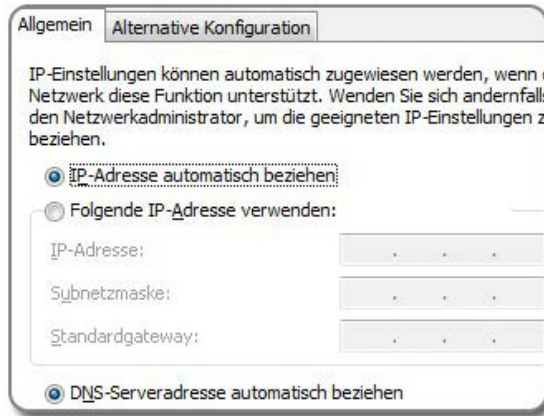 Allgemein
Alternative Konfiguration
IP-Einstellungen können automatisch zugewiesen werden, wenn
Netzwerk diese Funktion unterstützt. Wenden Sie sich andernfalls
den Netzwerkadministrator, um die geeigneten IP-Einstellungen z
beziehen.
IP-Adresse automatisch beziehen
Folgende IP-Adresse verwenden:
IP-Adresse:
Subnetzmaske:
Standardgateway:
DNS-Serveradresse automatisch beziehen